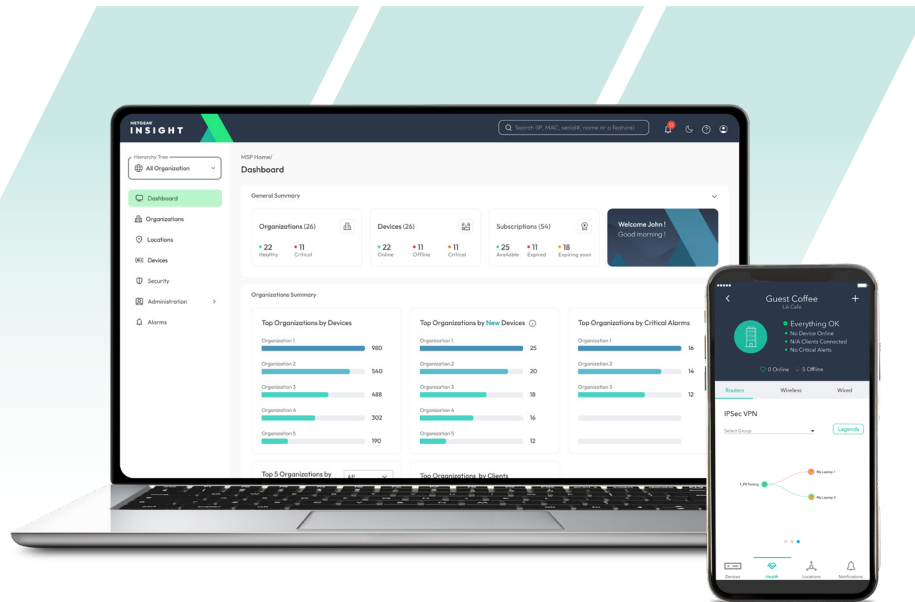 NETGEAR
INSIGHT
Search (IP, MAC, serial#, name or a feature)
Hierarchy Tree
All Organization
Dashboard
Organizations
Locations
Devices
Security
Administration
Alarms
MSP Home/
Dashboard
General Summary
Organizations (26)
22
Healthy
11
Critical
Devices (26)
22
Online
11
Offline
11
Critical
Subscriptions (54)
25
Available
11
Expired
18
Expiring soon
Welcome John !
Good morning !
Organizations Summary
Top Organizations by Devices
Organization 1
980
Organization 2
540
Organization 3
488
Organization 4
302
Organization 5
190
Top Organizations by New Devices
Organization 1
25
Organization 2
20
Organization 3
18
Organization 4
16
Organization 5
12
Top Organizations by Critical Alarms
Organization 1
16
Organization 2
14
Organization 3
12
Top 5 Organizations by
AP
Top Organizations by Clients
Guest Coffee
LA Cafe
Everything OK
No Device Online
N/A Clients Connected
No Critical Alerts
0 Online
5 Offline
Routers
Wireless
Wired
IPSec VPN
Select Group
Legends
My Laptop 1
My Laptop 2
Devices
Health
Locations
Notifications